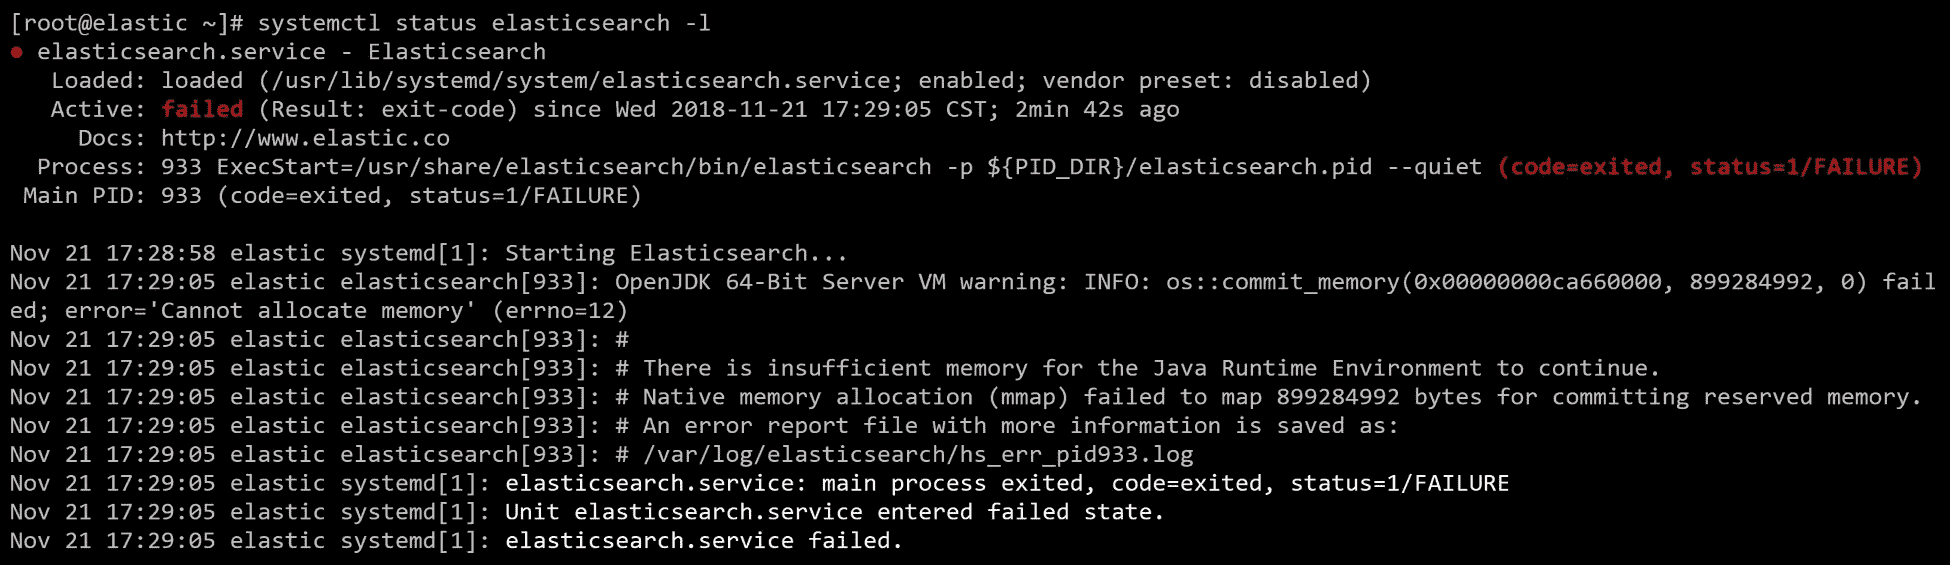 [root@elastic ~]# systemctl status elasticsearch -l
● elasticsearch.service - Elasticsearch
   Loaded: loaded (/usr/lib/systemd/system/elasticsearch.service; enabled; vendor preset: disabled)
   Active: failed (Result: exit-code) since Wed 2018-11-21 17:29:05 CST; 2min 42s ago
     Docs: http://www.elastic.co
  Process: 933 ExecStart=/usr/share/elasticsearch/bin/elasticsearch -p ${PID_DIR}/elasticsearch.pid --quiet (code=exited, status=1/FAILURE)
 Main PID: 933 (code=exited, status=1/FAILURE)

Nov 21 17:28:58 elastic systemd[1]: Starting Elasticsearch...
Nov 21 17:29:05 elastic elasticsearch[933]: OpenJDK 64-Bit Server VM warning: INFO: os::commit_memory(0x00000000ca660000, 899284992, 0) fail
ed; error='Cannot allocate memory' (errno=12)
Nov 21 17:29:05 elastic elasticsearch[933]: #
Nov 21 17:29:05 elastic elasticsearch[933]: # There is insufficient memory for the Java Runtime Environment to continue.
Nov 21 17:29:05 elastic elasticsearch[933]: # Native memory allocation (mmap) failed to map 899284992 bytes for committing reserved memory.
Nov 21 17:29:05 elastic elasticsearch[933]: # An error report file with more information is saved as:
Nov 21 17:29:05 elastic elasticsearch[933]: # /var/log/elasticsearch/hs_err_pid933.log
Nov 21 17:29:05 elastic systemd[1]: elasticsearch.service: main process exited, code=exited, status=1/FAILURE
Nov 21 17:29:05 elastic systemd[1]: Unit elasticsearch.service entered failed state.
Nov 21 17:29:05 elastic systemd[1]: elasticsearch.service failed.